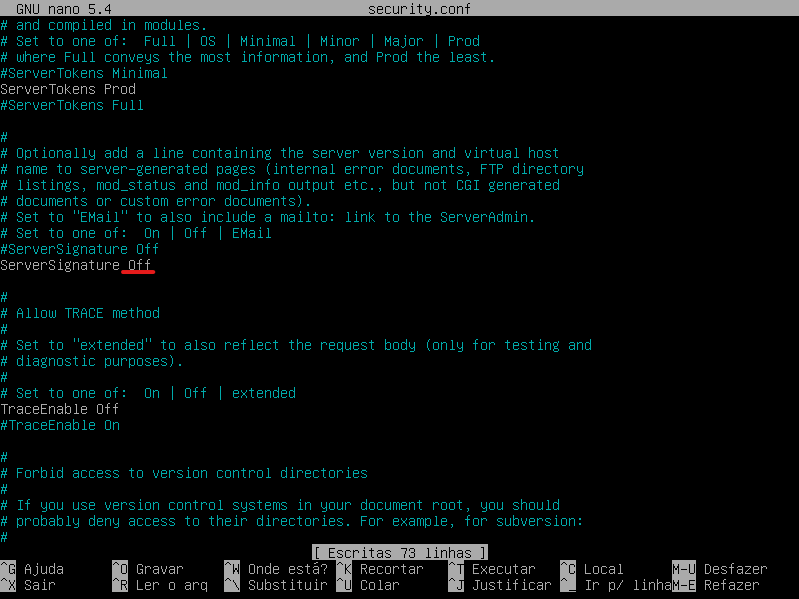 GNU nano 5.4 security.conf
# and compiled in modules.
# Set to one of:  Full | OS | Minimal | Minor | Major | Prod
# where Full conveys the most information, and Prod the least.
#ServerTokens Minimal
ServerTokens Prod
#ServerTokens Full
#
# Optionally add a line containing the server version and virtual host
# name to server-generated pages (internal error documents, FTP directory
# listings, mod_status and mod_info output etc., but not CGI generated
# documents or custom error documents).
# Set to "EMail" to also include a mailto: link to the ServerAdmin.
# Set to one of:  On | Off | EMail
#ServerSignature Off
ServerSignature Off
#
# Allow TRACE method
#
# Set to "extended" to also reflect the request body (only for testing and
# diagnostic purposes).
#
# Set to one of:  On | Off | extended
TraceEnable Off
#TraceEnable On
#
# Forbid access to version control directories
#
# If you use version control systems in your document root, you should
# probably deny access to their directories. For example, for subversion:
#
[ Escritas 73 linhas ]
^G Ajuda ^O Gravar ^W Onde está? ^K Recortar ^T Executar ^C Local M-U Desfazer
^X Sair ^R Ler o arq ^\ Substituir ^U Colar ^J Justificar ^_ Ir p/ linha M-E Refazer